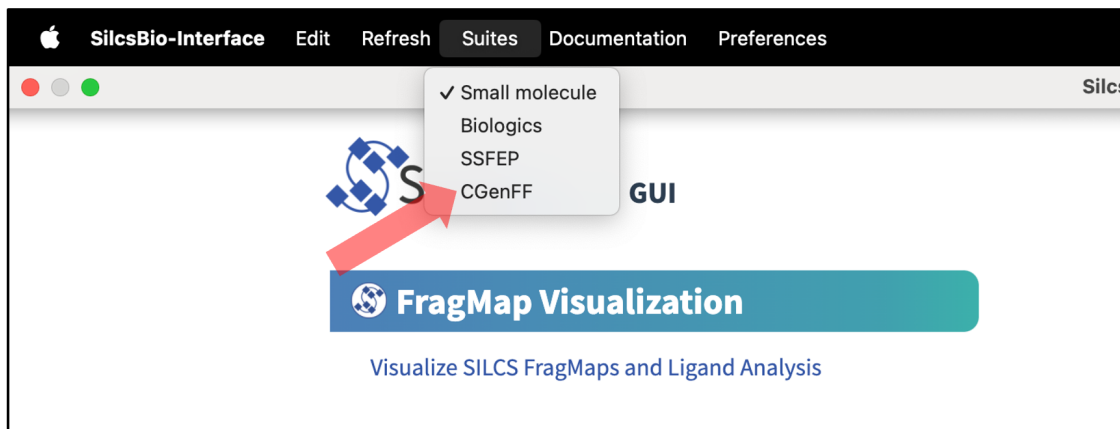 SilcsBio-Interface Edit Refresh Suites Documentation Preferences
✓ Small molecule
Biologics
SSFEP
CGenFF
S
GUI
FragMap Visualization
Visualize SILCS FragMaps and Ligand Analysis